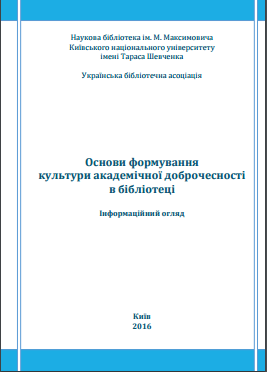 Наукова бібліотека ім. М. Максимовича
Київського національного університету
імені Тараса Шевченка
Українська бібліотечна асоціація
Основи формування
культури академічної доброчесності
в бібліотеці
Інформаційний огляд
Київ
2016